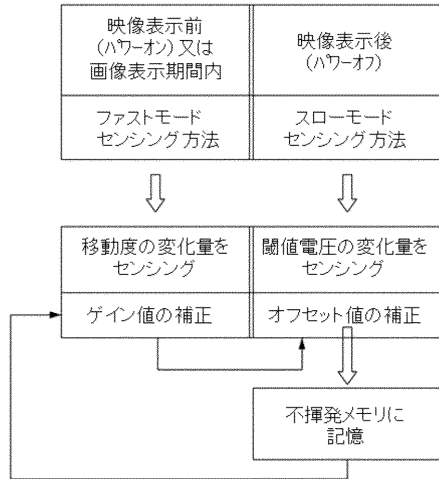 映像表示前
(パワーオン)又は
画像表示期間内
映像表示後
(パワーオフ)
ファストモード
センシング方法
スローモード
センシング方法
移動度の変化量を
センシング
閾値電圧の変化量を
センシング
ゲイン値の補正
オフセット値の補正
不揮発メモリに
記憶